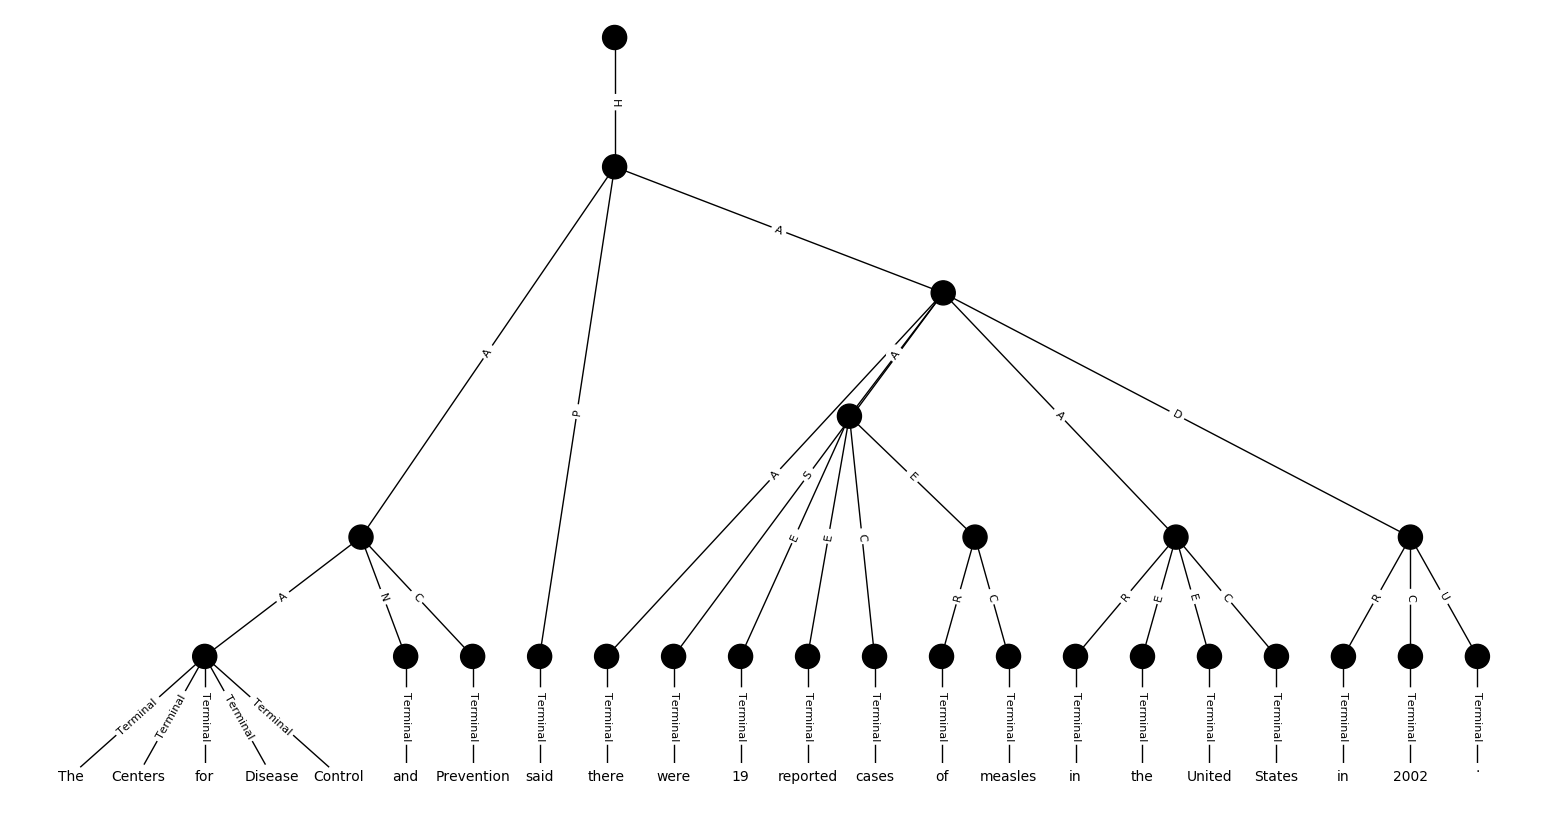 H
A
A
P
A
A
D
A
S
E
E
E
C
A
N
C
R
C
R
E
E
C
R
C
U
Terminal Terminal Terminal Terminal Terminal Terminal Terminal Terminal Terminal Terminal Terminal Terminal Terminal Terminal Terminal Terminal Terminal Terminal Terminal Terminal Terminal Terminal
The Centers for Disease Control and Prevention said there were 19 reported cases of measles in the United States in 2002 .